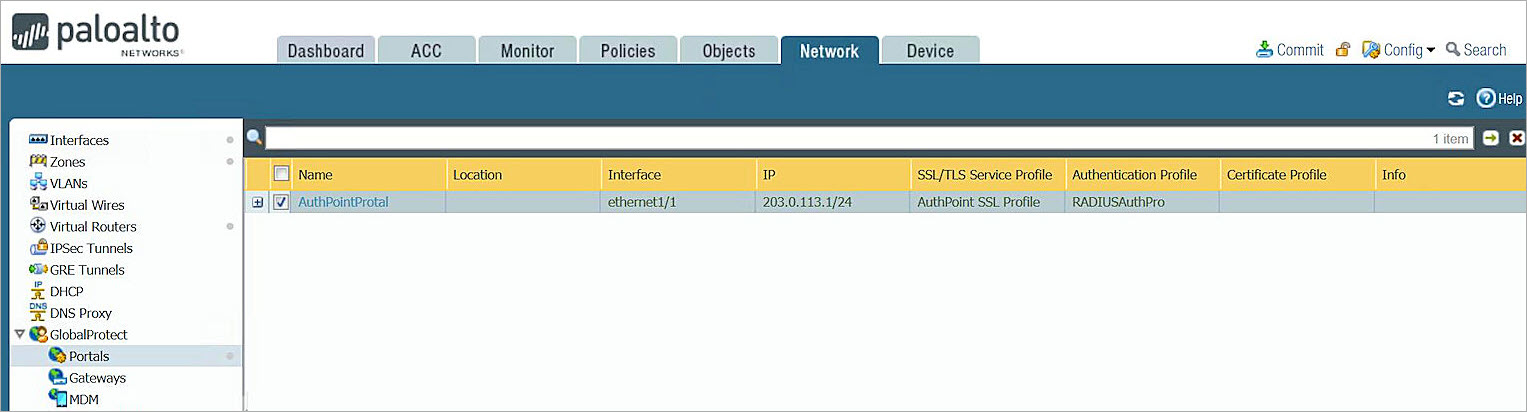 paloalto
NETWORKS®
Dashboard ACC Monitor Policies Objects Network Device
Commit Config Search
Help
Interfaces
Zones
VLANs
Virtual Wires
Virtual Routers
IPSec Tunnels
GRE Tunnels
IP
DHCP
DNS
DNS Proxy
GlobalProtect
Portals
Gateways
MDM
1 item
Name Location Interface IP SSL/TLS Service Profile Authentication Profile Certificate Profile Info
AuthPointProtal ethernet1/1 203.0.113.1/24 AuthPoint SSL Profile RADIUSAuthPro